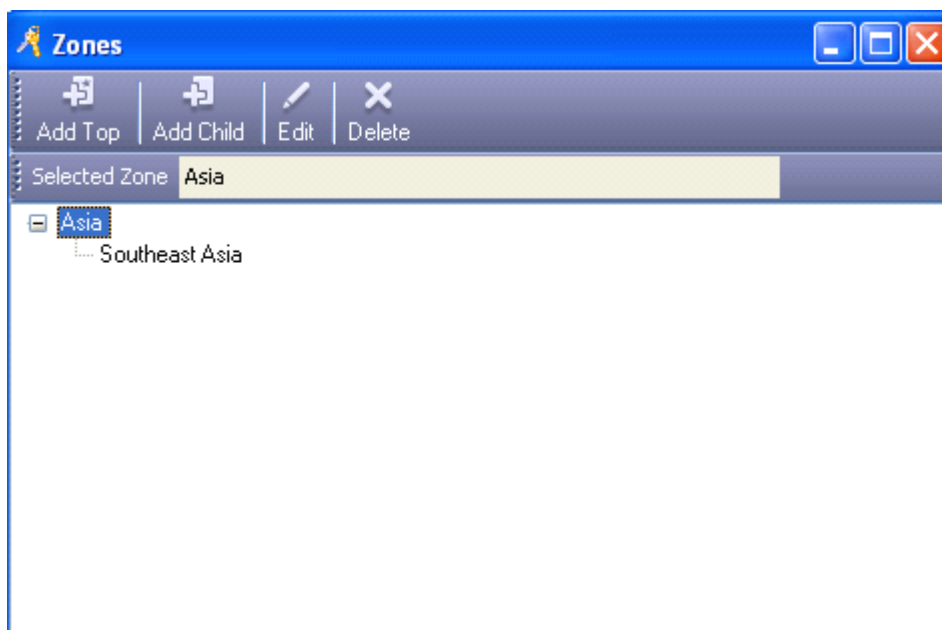 Zones
Add Top Add Child Edit Delete
Selected Zone Asia
Asia
Southeast Asia